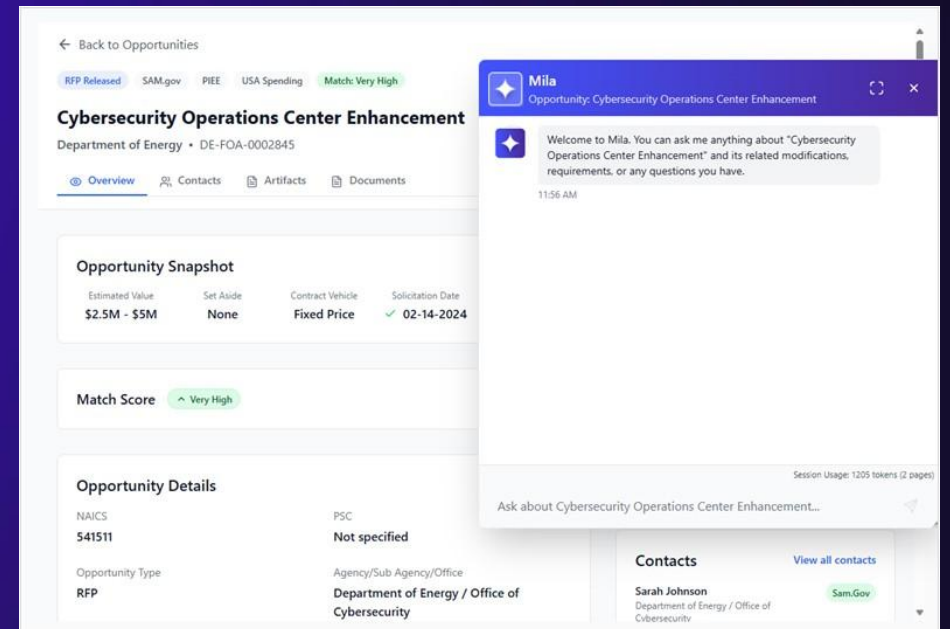 Back to Opportunities
RFP Released SAM.gov PIEE USA Spending Match: Very High
Cybersecurity Operations Center Enhancement
Department of Energy • DE-FOA-0002845
Overview Contacts Artifacts Documents
Opportunity Snapshot
Estimated Value Set Aside Contract Vehicle Solicitation Date
$2.5M - $5M None Fixed Price 02-14-2024
Match Score Very High
Opportunity Details
NAICS PSC
541511 Not specified
Opportunity Type Agency/Sub Agency/Office
RFP Department of Energy / Office of
Cybersecurity
Mila
Opportunity: Cybersecurity Operations Center Enhancement
Welcome to Mila. You can ask me anything about "Cybersecurity
Operations Center Enhancement" and its related modifications,
requirements, or any questions you have.
11:56 AM
Session Usage: 1205 tokens (2 pages)
Ask about Cybersecurity Operations Center Enhancement...
Contacts View all contacts
Sarah Johnson Sam.Gov
Department of Energy / Office of
Cybersecurity